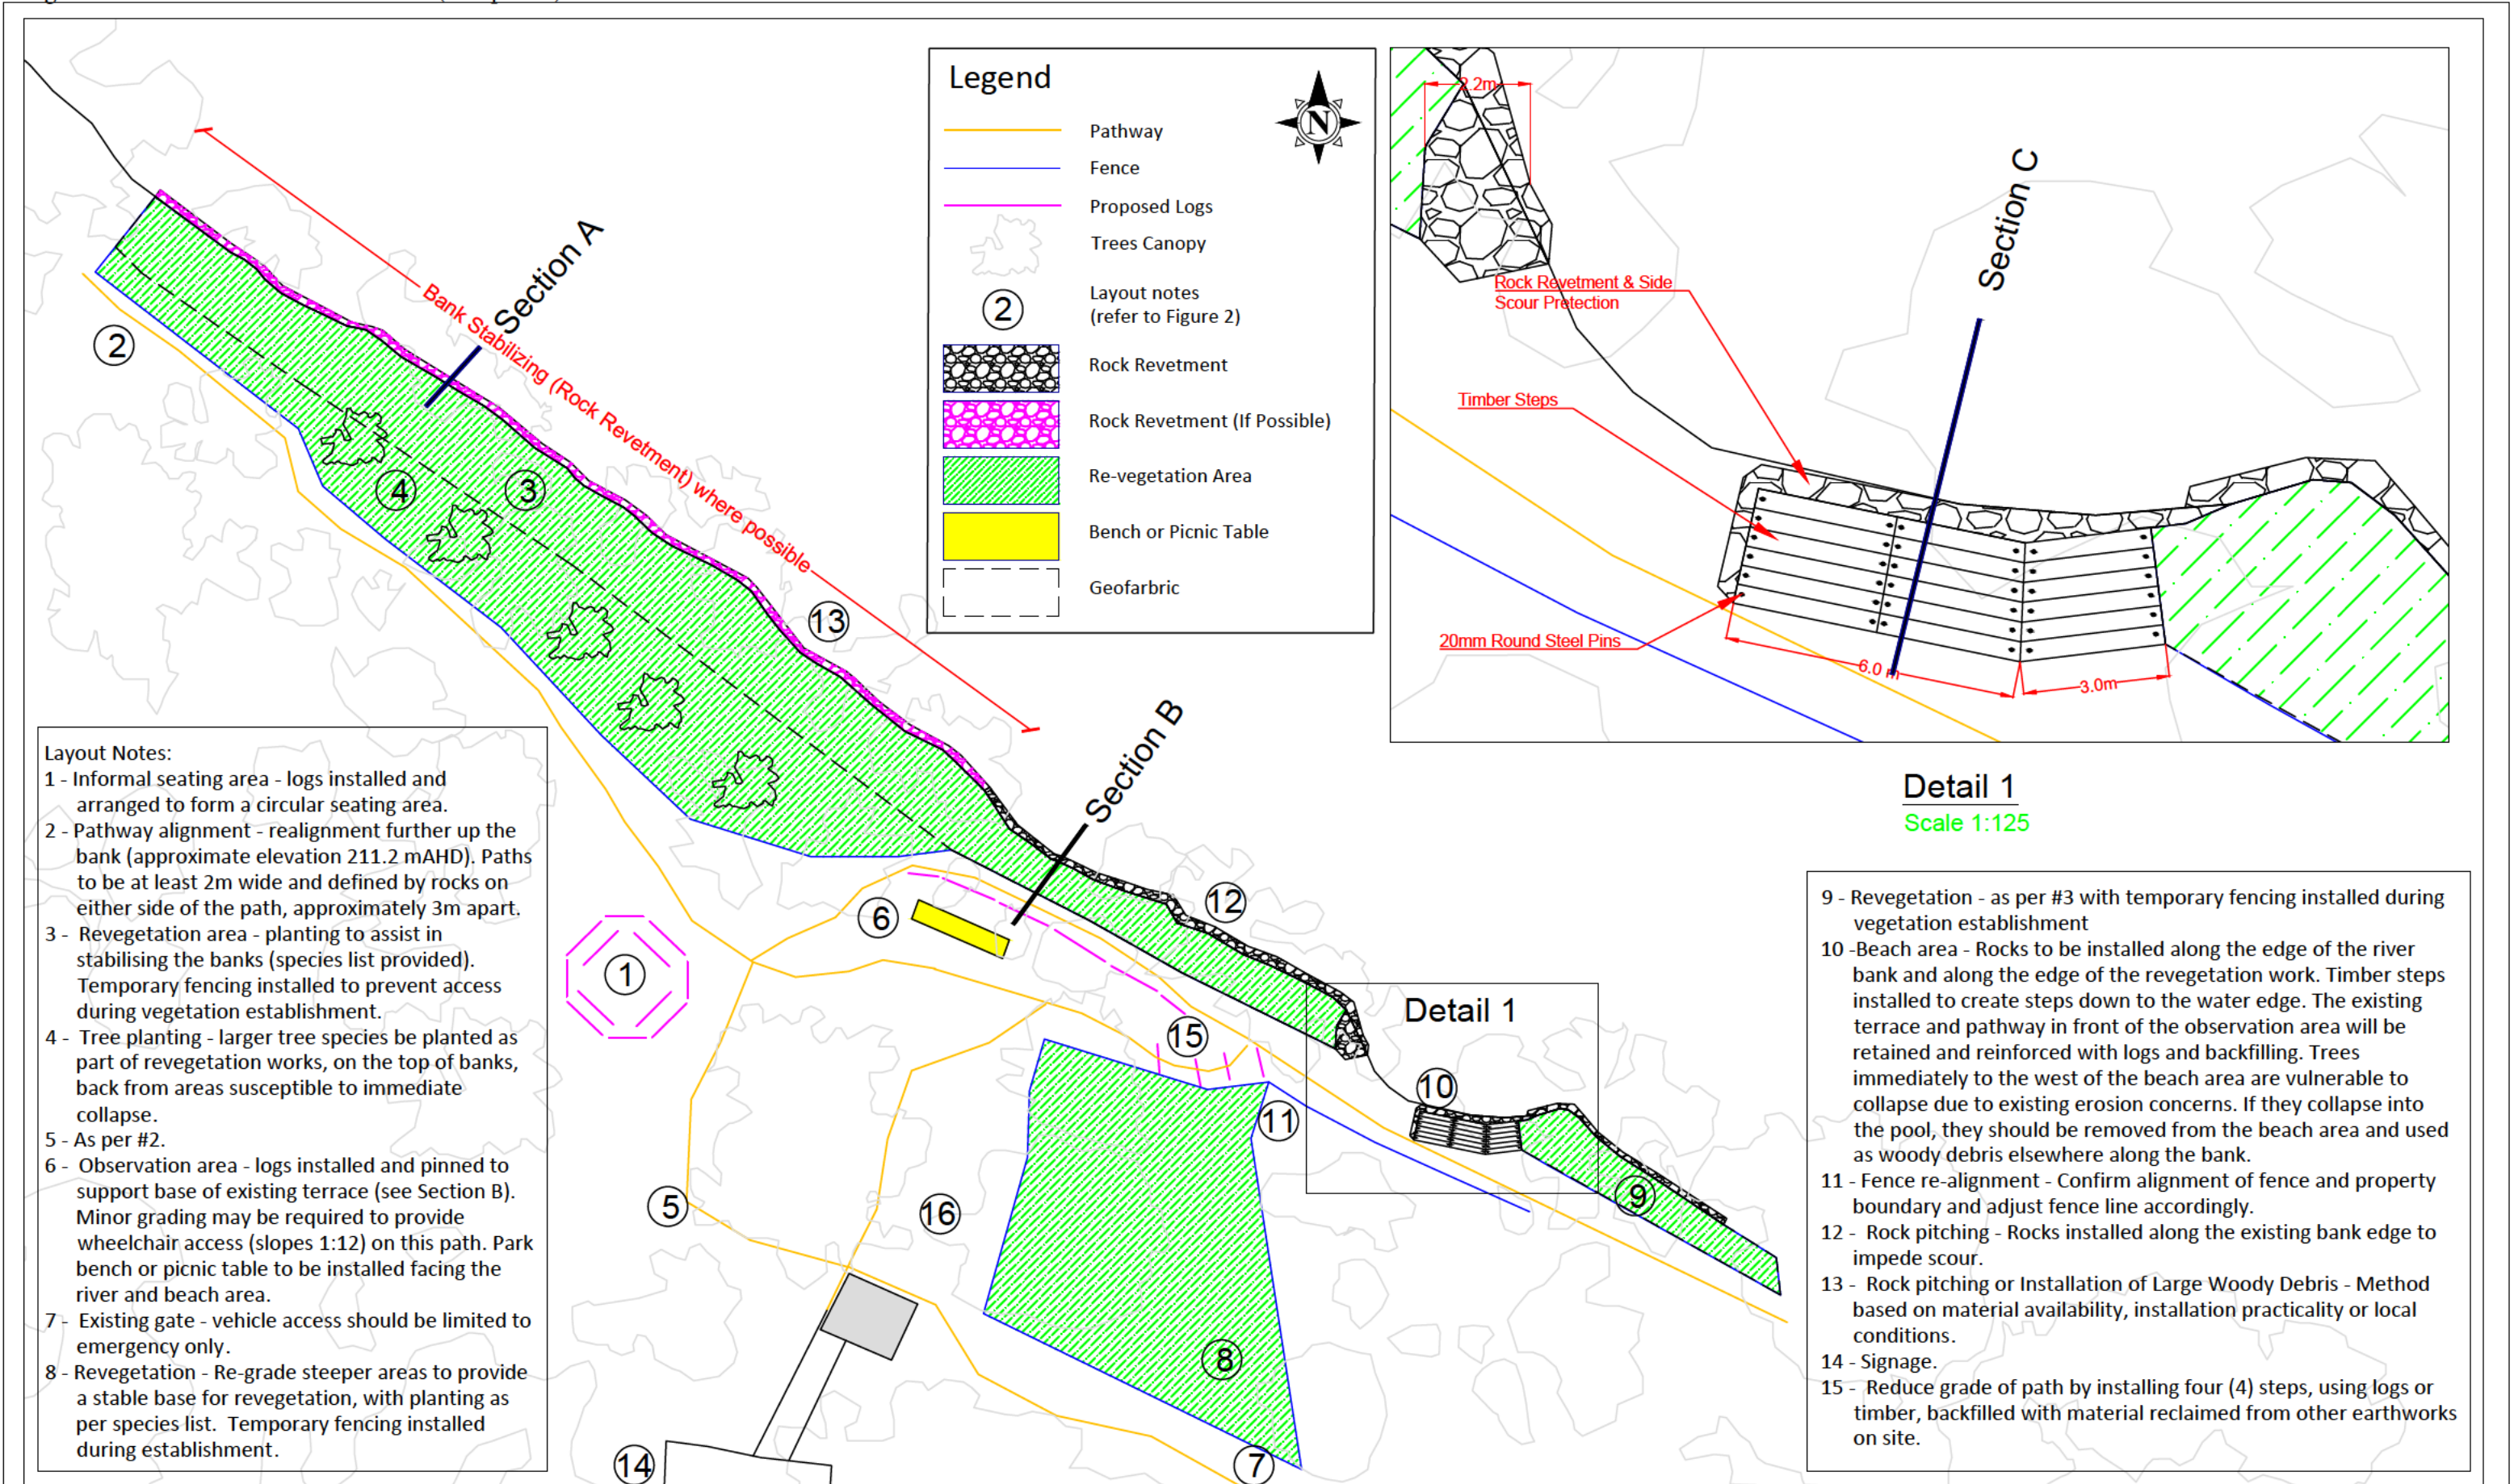 Legend
N
Pathway
Fence
Proposed Logs
Trees Canopy
2
Layout notes
(refer to Figure 2)
Rock Revetment
Rock Revetment (If Possible)
Re-vegetation Area
Bench or Picnic Table
Geofarbric
2.2m
Section C
Rock Revetment & Side
Scour Pretection
Timber Steps
20mm Round Steel Pins
6.0 m
3.0m
Detail 1
Scale 1:125
Section A
Bank Stabilizing (Rock Revetment) where possible
2
4
3
13
Section B
12
6
1
15
Detail 1
10
11
5
16
9
8
14
7
Layout Notes:
1 - Informal seating area - logs installed and
arranged to form a circular seating area.
2 - Pathway alignment - realignment further up the
bank (approximate elevation 211.2 mAHD). Paths
to be at least 2m wide and defined by rocks on
either side of the path, approximately 3m apart.
3 - Revegetation area - planting to assist in
stabilising the banks (species list provided).
Temporary fencing installed to prevent access
during vegetation establishment.
4 - Tree planting - larger tree species be planted as
part of revegetation works, on the top of banks,
back from areas susceptible to immediate
collapse.
5 - As per #2.
6 - Observation area - logs installed and pinned to
support base of existing terrace (see Section B).
Minor grading may be required to provide
wheelchair access (slopes 1:12) on this path. Park
bench or picnic table to be installed facing the
river and beach area.
7 - Existing gate - vehicle access should be limited to
emergency only.
8 - Revegetation - Re-grade steeper areas to provide
a stable base for revegetation, with planting as
per species list. Temporary fencing installed
during establishment.
9 - Revegetation - as per #3 with temporary fencing installed during
vegetation establishment
10 -Beach area - Rocks to be installed along the edge of the river
bank and along the edge of the revegetation work. Timber steps
installed to create steps down to the water edge. The existing
terrace and pathway in front of the observation area will be
retained and reinforced with logs and backfilling. Trees
immediately to the west of the beach area are vulnerable to
collapse due to existing erosion concerns. If they collapse into
the pool, they should be removed from the beach area and used
as woody debris elsewhere along the bank.
11 - Fence re-alignment - Confirm alignment of fence and property
boundary and adjust fence line accordingly.
12 - Rock pitching - Rocks installed along the existing bank edge to
impede scour.
13 - Rock pitching or Installation of Large Woody Debris - Method
based on material availability, installation practicality or local
conditions.
14 - Signage.
15 - Reduce grade of path by installing four (4) steps, using logs or
timber, backfilled with material reclaimed from other earthworks
on site.